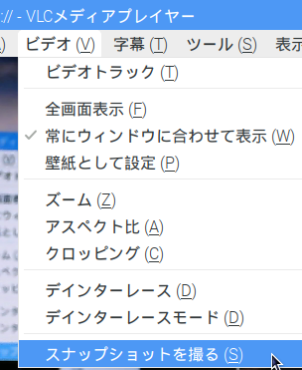 :// - VLCメディアプレイヤー
) ビデオ (V) 字幕 (T) ツール (S) 表示
ビデオトラック (T)
全画面表示 (F)
常にウィンドウに合わせて表示 (W)
壁紙として設定 (P)
ズーム (Z)
アスペクト比 (A)
クロッピング (C)
デインターレース (D)
デインターレースモード (D)
スナップショットを撮る (S)